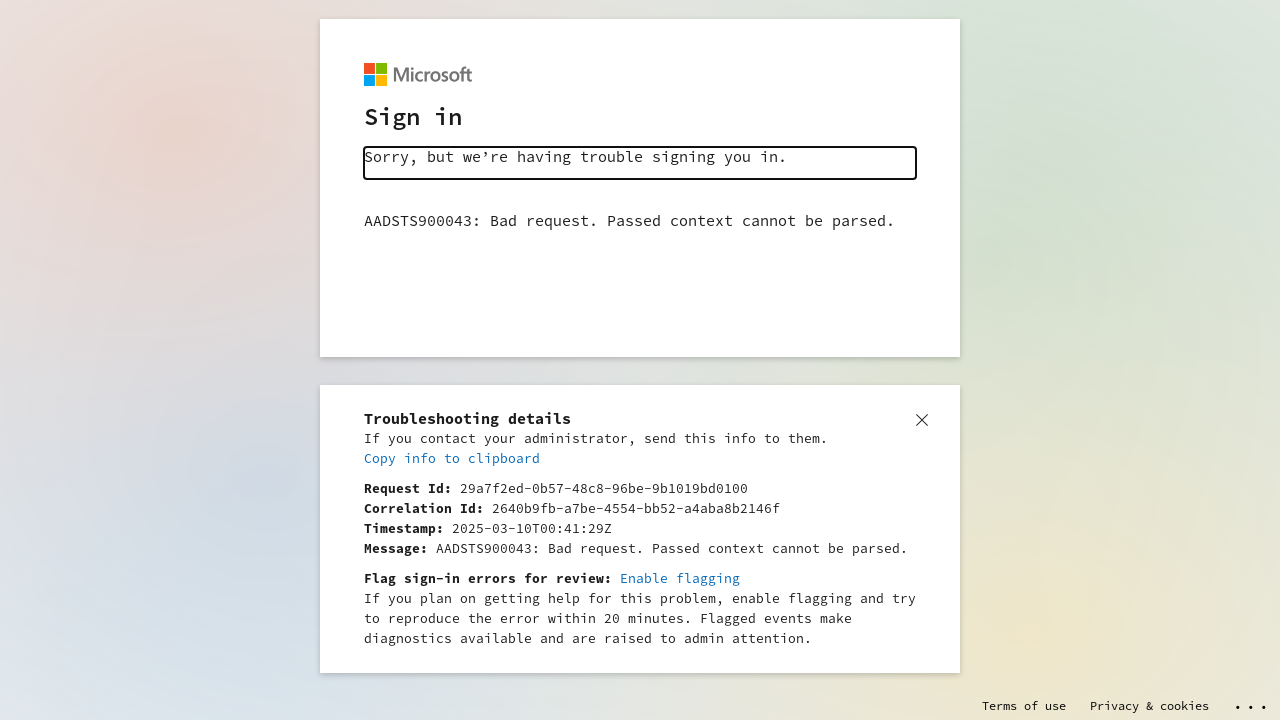 Microsoft
Sign in
Sorry, but we’re having trouble signing you in.
AADSTS900043: Bad request. Passed context cannot be parsed.
Troubleshooting details
If you contact your administrator, send this info to them.
Copy info to clipboard
Request Id: 29a7f2ed-0b57-48c8-96be-9b1019bd0100
Correlation Id: 2640b9fb-a7be-4554-bb52-a4aba8b2146f
Timestamp: 2025-03-10T00:41:29Z
Message: AADSTS900043: Bad request. Passed context cannot be parsed.
Flag sign-in errors for review: Enable flagging
If you plan on getting help for this problem, enable flagging and try
to reproduce the error within 20 minutes. Flagged events make
diagnostics available and are raised to admin attention.
Terms of use Privacy & cookies ...